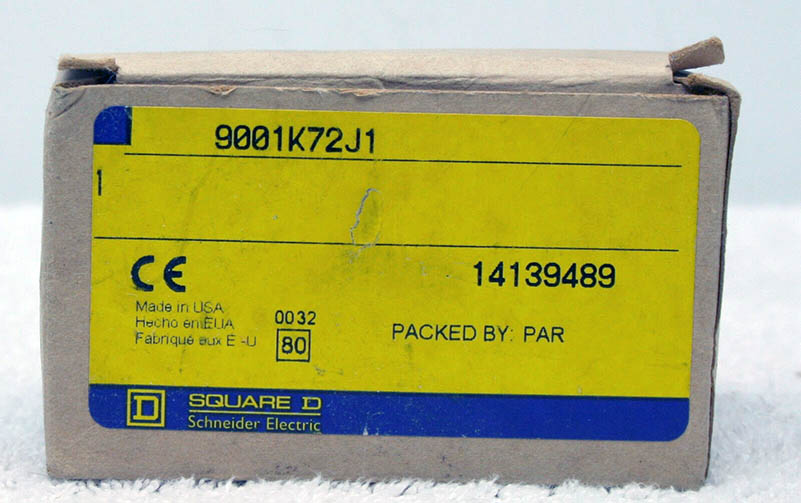 9001K72J1
1
CE
14139489
Made in USA
Hecho en EUA
Fabriqué aux E-U
0032
80
PACKED BY: PAR
D
SQUARE D
Schneider Electric